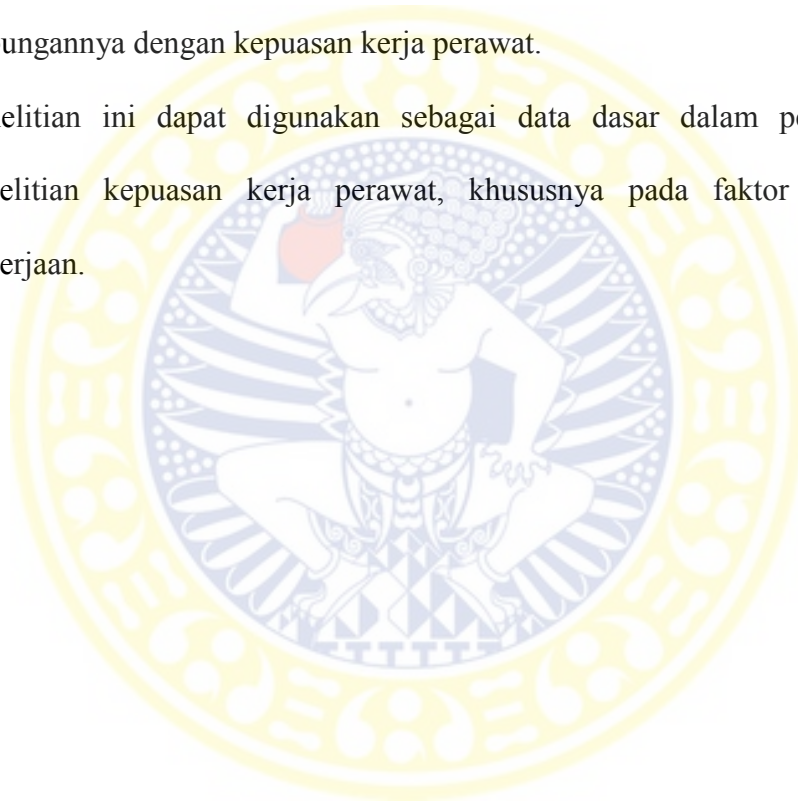 ungannya dengan kepuasan kerja perawat.
elitian ini dapat digunakan sebagai data dasar dalam pe
elitian kepuasan kerja perawat, khususnya pada faktor
erjaan.